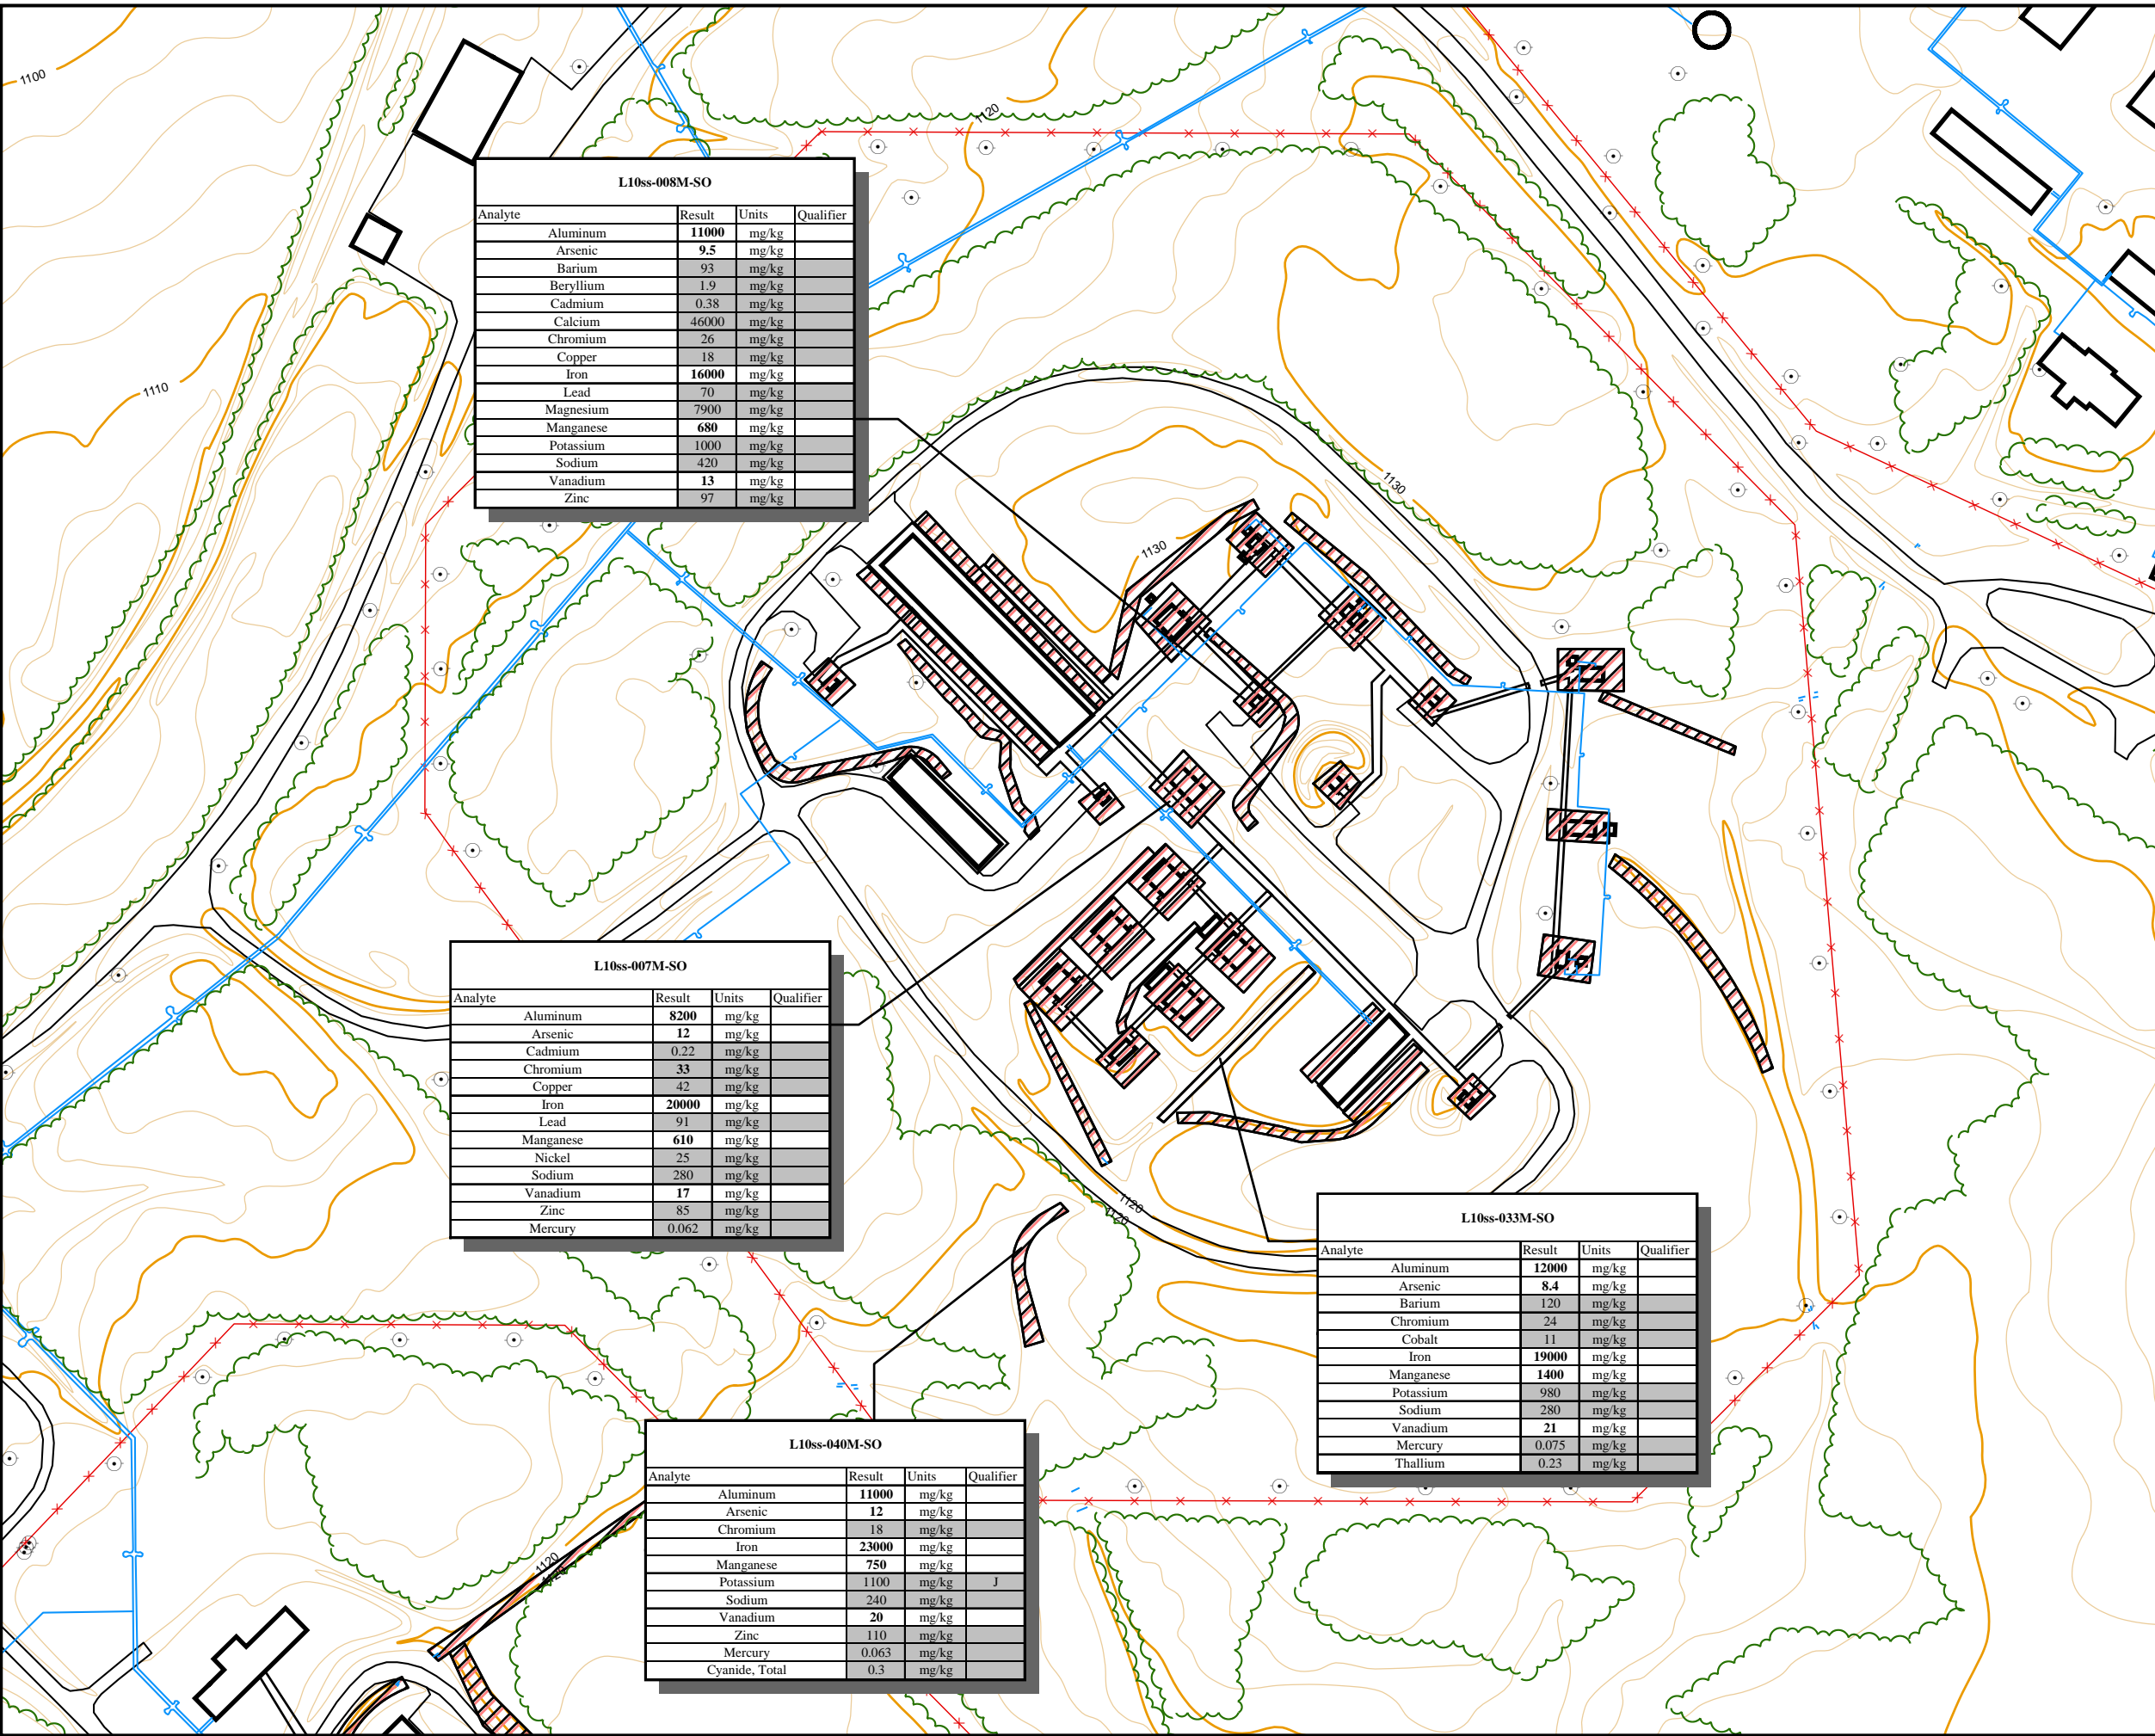 1100
1120
1110
L10ss-008M-SO
Analyte Result Units Qualifier
Aluminum 11000 mg/kg
Arsenic 9.5 mg/kg
Barium 93 mg/kg
Beryllium 1.9 mg/kg
Cadmium 0.38 mg/kg
Calcium 46000 mg/kg
Chromium 26 mg/kg
Copper 18 mg/kg
Iron 16000 mg/kg
Lead 70 mg/kg
Magnesium 7900 mg/kg
Manganese 680 mg/kg
Potassium 1000 mg/kg
Sodium 420 mg/kg
Vanadium 13 mg/kg
Zinc 97 mg/kg
1130
1130
L10ss-007M-SO
Analyte Result Units Qualifier
Aluminum 8200 mg/kg
Arsenic 12 mg/kg
Cadmium 0.22 mg/kg
Chromium 33 mg/kg
Copper 42 mg/kg
Iron 20000 mg/kg
Lead 91 mg/kg
Manganese 610 mg/kg
Nickel 25 mg/kg
Sodium 280 mg/kg
Vanadium 17 mg/kg
Zinc 85 mg/kg
Mercury 0.062 mg/kg
1120
1120
L10ss-033M-SO
Analyte Result Units Qualifier
Aluminum 12000 mg/kg
Arsenic 8.4 mg/kg
Barium 120 mg/kg
Chromium 24 mg/kg
Cobalt 11 mg/kg
Iron 19000 mg/kg
Manganese 1400 mg/kg
Potassium 980 mg/kg
Sodium 280 mg/kg
Vanadium 21 mg/kg
Mercury 0.075 mg/kg
Thallium 0.23 mg/kg
L10ss-040M-SO
Analyte Result Units Qualifier
Aluminum 11000 mg/kg
Arsenic 12 mg/kg
Chromium 18 mg/kg
Iron 23000 mg/kg
Manganese 750 mg/kg
Potassium 1100 mg/kg J
Sodium 240 mg/kg
Vanadium 20 mg/kg
Zinc 110 mg/kg
Mercury 0.063 mg/kg
Cyanide, Total 0.3 mg/kg
1120